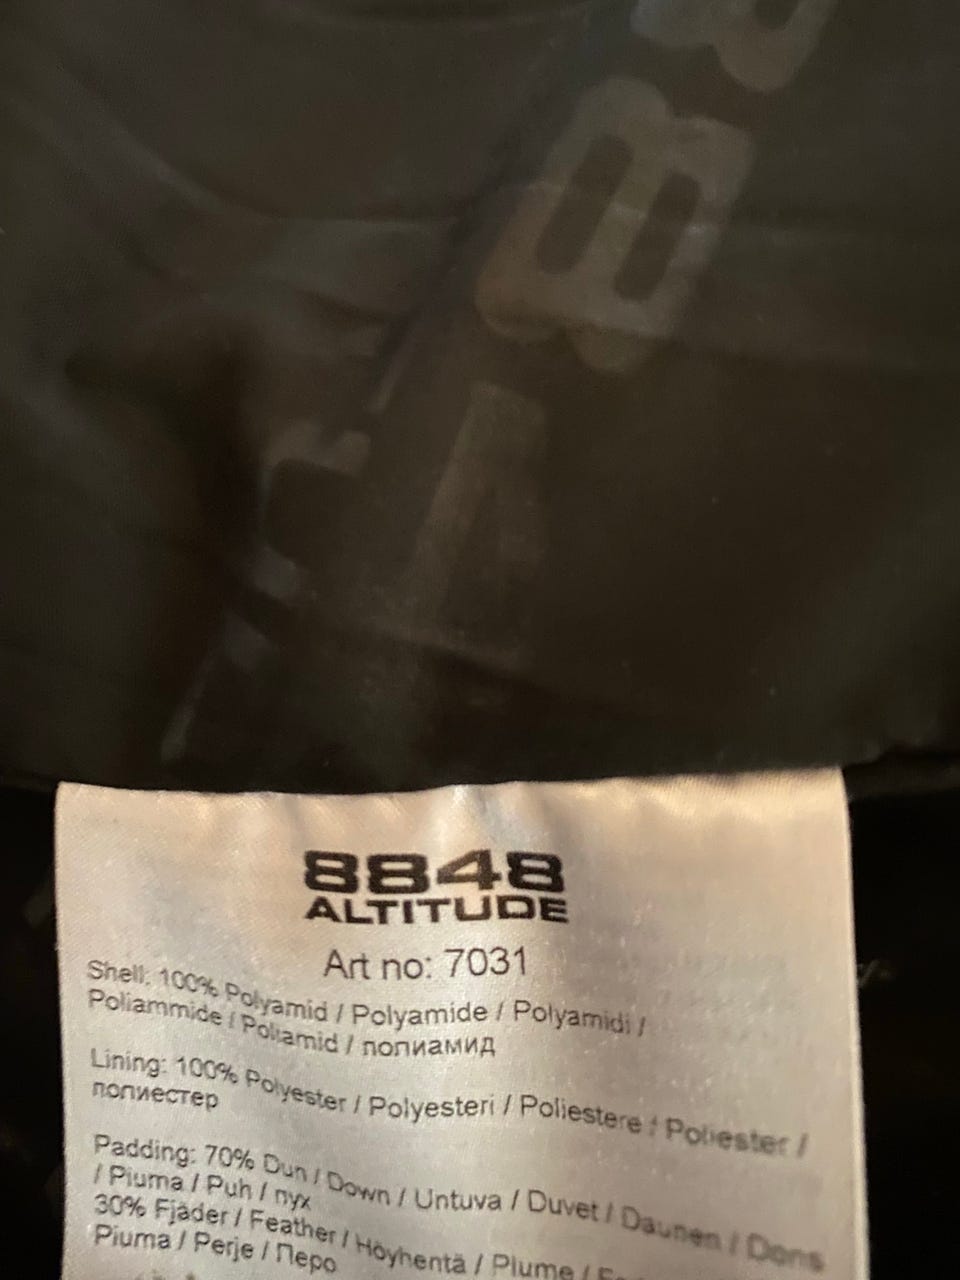 88
8848
ALTITUDE
Art no: 7031
Shell: 100% Polyamid / Polyamide / Polyamidi /
Poliammide / Poliamid / полиамид
Lining: 100% Polyester / Polyesteri / Poliestere / Poliester /
полиестер
Padding: 70% Dun / Down / Untuva / Duvet / Daunen / Dons
/ Piuma / Puh / пух
30% Fjäder / Feather / Höyhentä / Plume /
Piuma / Perje / Перо